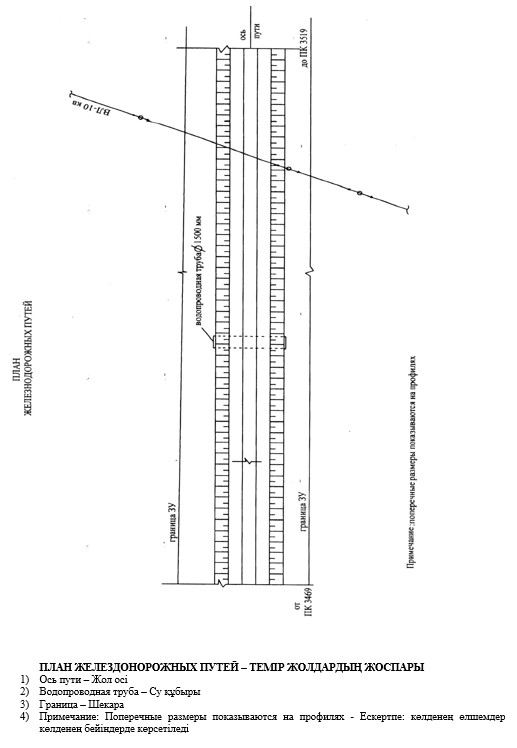 ПЛАН
ЖЕЛЕЗНОДОРОЖНЫХ ПУТЕЙ
ось
пути
до ПК 3519
ВЛ-10 кв
водопроводная труба ϕ 1500 мм
граница ЗУ
граница ЗУ
от
ПК 3469
Примечание:поперечные размеры показываются на профилях
ПЛАН ЖЕЛЕЗДОНОРОЖНЫХ ПУТЕЙ – ТЕМІР ЖОЛДАРДЫҢ ЖОСПАРЫ
1) Ось пути – Жол осі
2) Водопроводная труба – Су құбыры
3) Граница – Шекара
4) Примечание: Поперечные размеры показываются на профилях - Ескертпе: көлденең өлшемдер
көлденең бейіндерде көрсетіледі